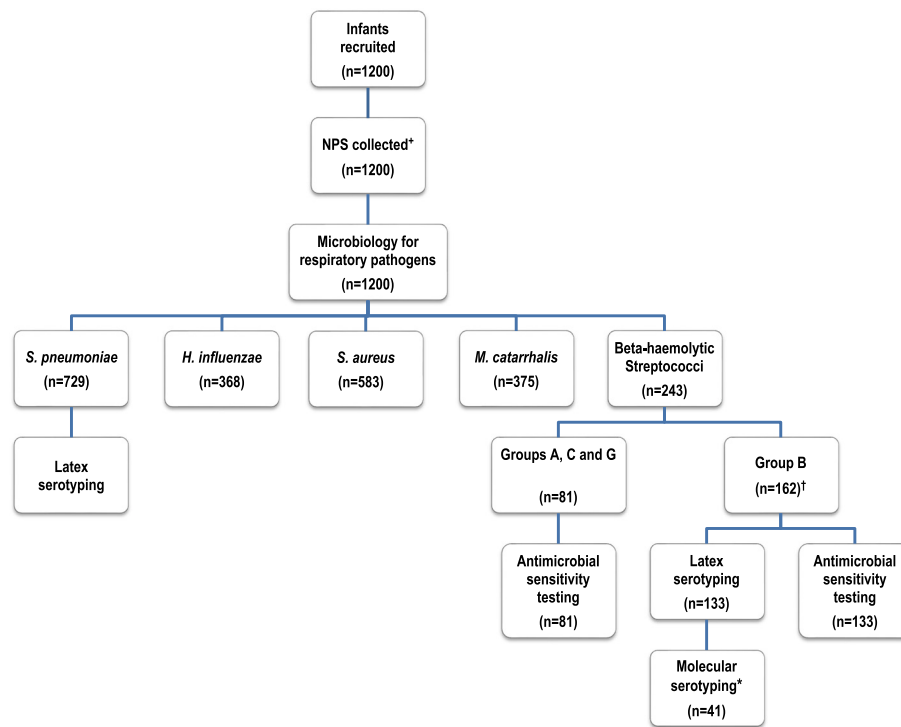 Infants
recruited
(n=1200)
NPS collected⁺
(n=1200)
Microbiology for
respiratory pathogens
(n=1200)
S. pneumoniae
(n=729)
H. influenzae
(n=368)
S. aureus
(n=583)
M. catarrhalis
(n=375)
Beta-haemolytic
Streptococci
(n=243)
Latex
serotyping
Groups A, C and G
(n=81)
Group B
(n=162)†
Antimicrobial
sensitivity
testing
(n=81)
Latex
serotyping
(n=133)
Antimicrobial
sensitivity
testing
(n=133)
Molecular
serotyping*
(n=41)